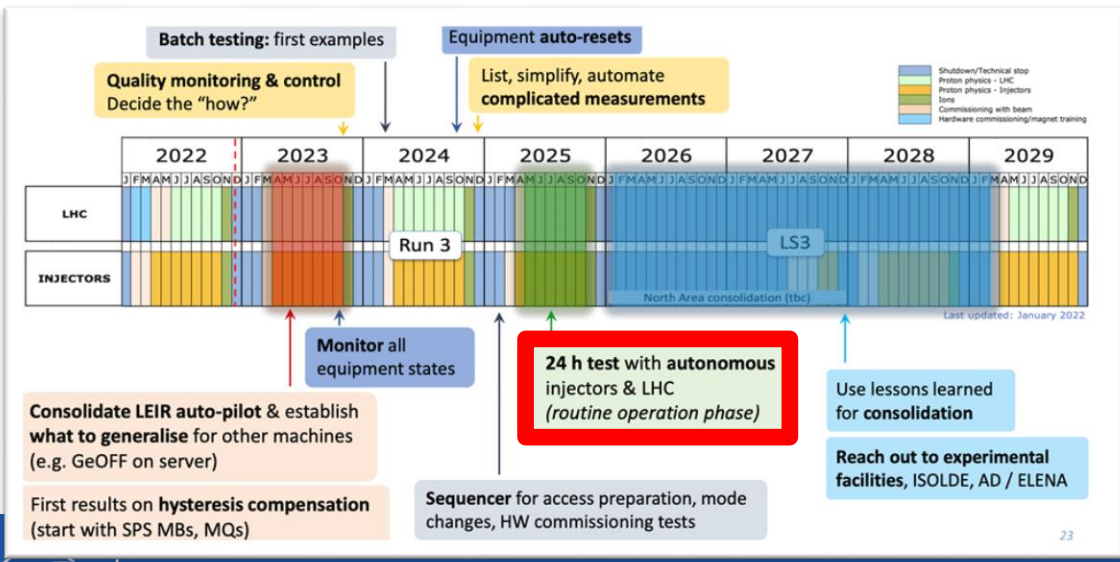 Batch testing: first examples
Equipment auto-resets
Quality monitoring & control
Decide the "how?"
List, simplify, automate
complicated measurements
Shutdown/Technical stop
Proton physics - LHC
Proton physics - Injectors
Ions
Commissioning with beam
Hardware commissioning/magnet training
2022 2023 2024 2025 2026 2027 2028 2029
J F M A M J J A S O N D J F M A M J J A S O N D J F M A M J J A S O N D J F M A M J J A S O N D J F M A M J J A S O N D J F M A M J J A S O N D J F M A M J J A S O N D J F M A M J J A S O N D
LHC
Run 3
LS3
INJECTORS
North Area consolidation (tbc)
Last updated: January 2022
Monitor all
equipment states
24 h test with autonomous
injectors & LHC
(routine operation phase)
Consolidate LEIR auto-pilot & establish
what to generalise for other machines
(e.g. GeOFF on server)
Use lessons learned
for consolidation
Reach out to experimental
facilities, ISOLDE, AD / ELENA
First results on hysteresis compensation
(start with SPS MBs, MQs)
Sequencer for access preparation, mode
changes, HW commissioning tests
23